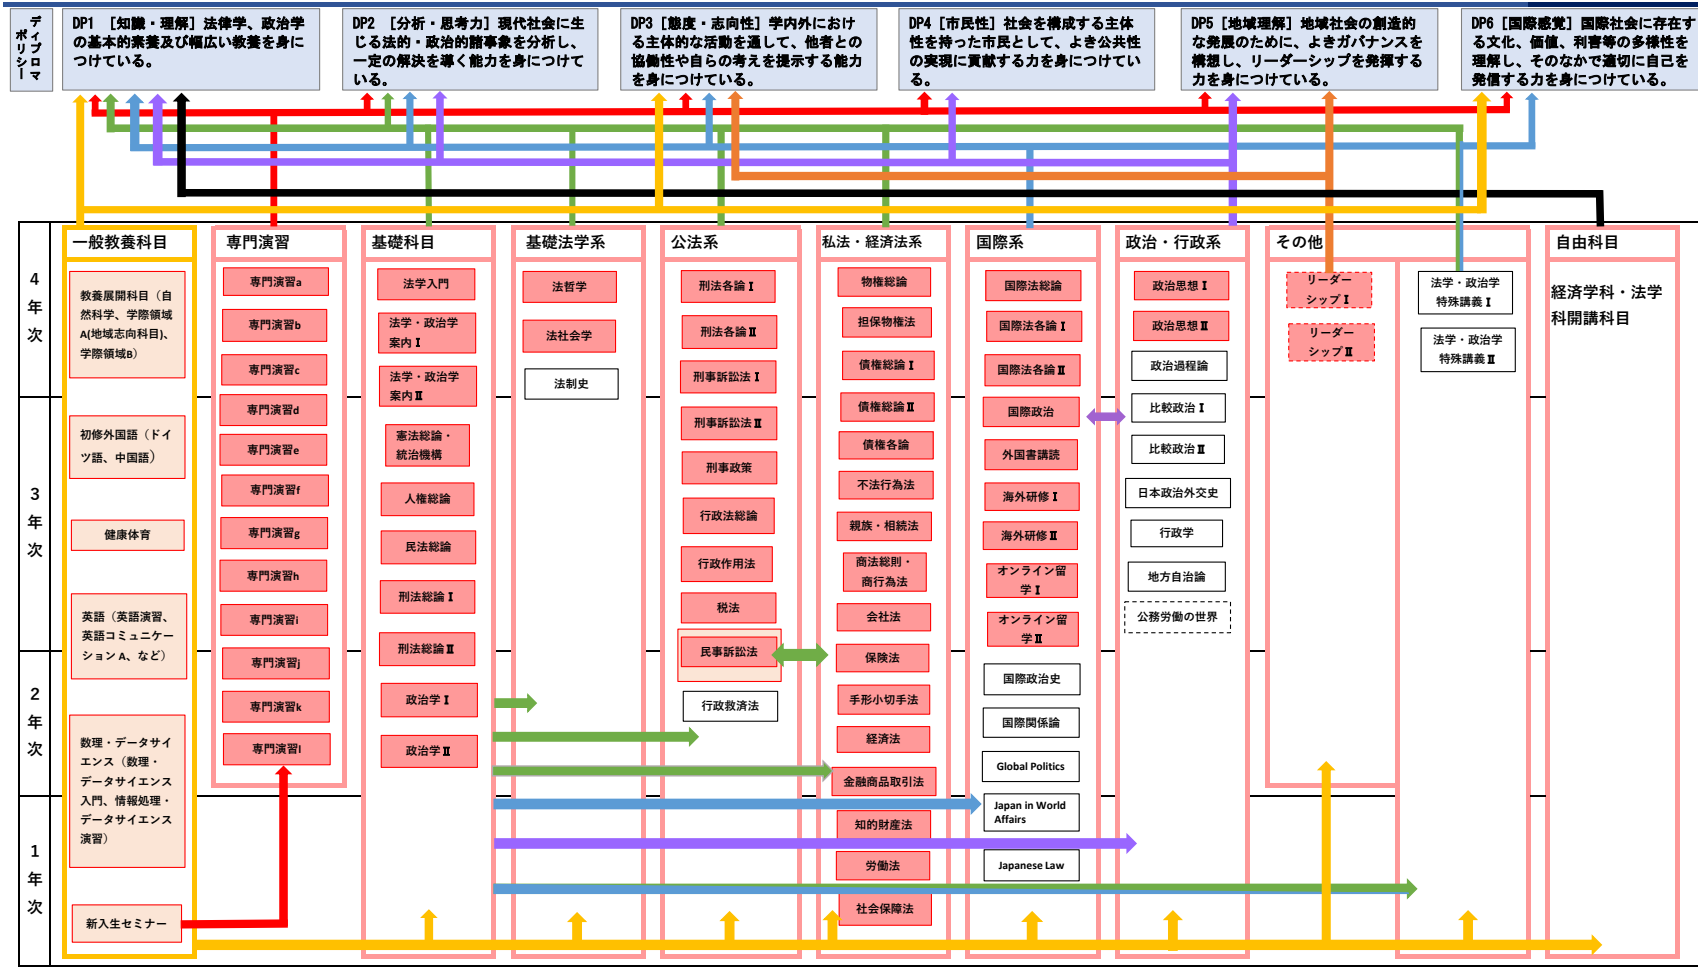 ディプロマ
ポリシー
DP1 ［知識・理解］法律学、政治学
の基本的素養及び幅広い教養を身に
つけている。
DP2 ［分析・思考力］現代社会に生
じる法的・政治的諸事象を分析し、
一定の解決を導く能力を身につけて
いる。
DP3 ［態度・志向性］学内外におけ
る主体的な活動を通して、他者との
協働性や自らの考えを提示する能力
を身につけている。
DP4 ［市民性］社会を構成する主体
性を持った市民として、よき公共性
の実現に貢献する力を身につけてい
る。
DP5 ［地域理解］地域社会の創造的
な発展のために、よきガバナンスを
構想し、リーダーシップを発揮する
力を身につけている。
DP6 ［国際感覚］国際社会に存在す
る文化、価値、利害等の多様性を
理解し、そのなかで適切に自己を
発信する力を身につけている。
4
年
次
3
年
次
2
年
次
1
年
次
一般教養科目
教養展開科目（自
然科学、学際領域
A(地域志向科目)、
学際領域B）
初修外国語（ドイ
ツ語、中国語）
健康体育
英語（英語演習、
英語コミュニケー
ションA、など）
数理・データサイ
エンス（数理・
データサイエンス
入門、情報処理・
データサイエンス
演習）
新入生セミナー
専門演習
専門演習a
専門演習b
専門演習c
専門演習d
専門演習e
専門演習f
専門演習g
専門演習h
専門演習i
専門演習j
専門演習k
専門演習l
基礎科目
法学入門
法学・政治学
案内Ⅰ
法学・政治学
案内Ⅱ
憲法総論・
統治機構
人権総論
民法総論
刑法総論Ⅰ
刑法総論Ⅱ
政治学Ⅰ
政治学Ⅱ
基礎法学系
法哲学
法社会学
法制史
公法系
刑法各論Ⅰ
刑法各論Ⅱ
刑事訴訟法Ⅰ
刑事訴訟法Ⅱ
刑事政策
行政法総論
行政作用法
税法
民事訴訟法
行政救済法
私法・経済法系
物権総論
担保物権法
債権総論Ⅰ
債権総論Ⅱ
債権各論
不法行為法
親族・相続法
商法総則・
商行為法
会社法
保険法
手形小切手法
経済法
金融商品取引法
知的財産法
労働法
社会保障法
国際系
国際法総論
国際法各論Ⅰ
国際法各論Ⅱ
国際政治
外国書講読
海外研修Ⅰ
海外研修Ⅱ
オンライン留
学Ⅰ
オンライン留
学Ⅱ
国際政治史
国際関係論
Global Politics
Japan in World
Affairs
Japanese Law
政治・行政系
政治思想Ⅰ
政治思想Ⅱ
政治過程論
比較政治Ⅰ
比較政治Ⅱ
日本政治外交史
行政学
地方自治論
公務労働の世界
その他
リーダー
シップⅠ
リーダー
シップⅡ
法学・政治学
特殊講義Ⅰ
法学・政治学
特殊講義Ⅱ
自由科目
経済学科・法学
科開講科目